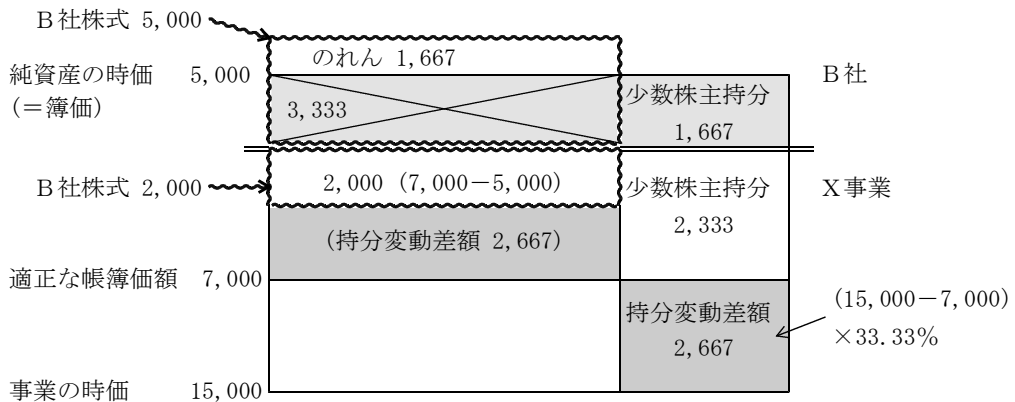 B社株式 5,000
のれん 1,667
純資産の時価 5,000
(=簿価)
3,333
少数株主持分
1,667
B社
B社株式 2,000
2,000 (7,000-5,000)
少数株主持分
2,333
X事業
(持分変動差額 2,667)
適正な帳簿価額 7,000
持分変動差額
2,667
(15,000-7,000)
×33.33%
事業の時価 15,000